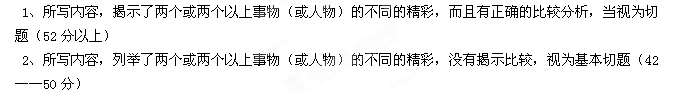 1、所写内容，揭示了两个或两个以上事物（或人物）的不同的精彩，而且有正确的比较分析，当视为切
题（52分以上）
2、所写内容，列举了两个或两个以上事物（或人物）的不同的精彩，没有揭示比较，视为基本切题（42
——50分）